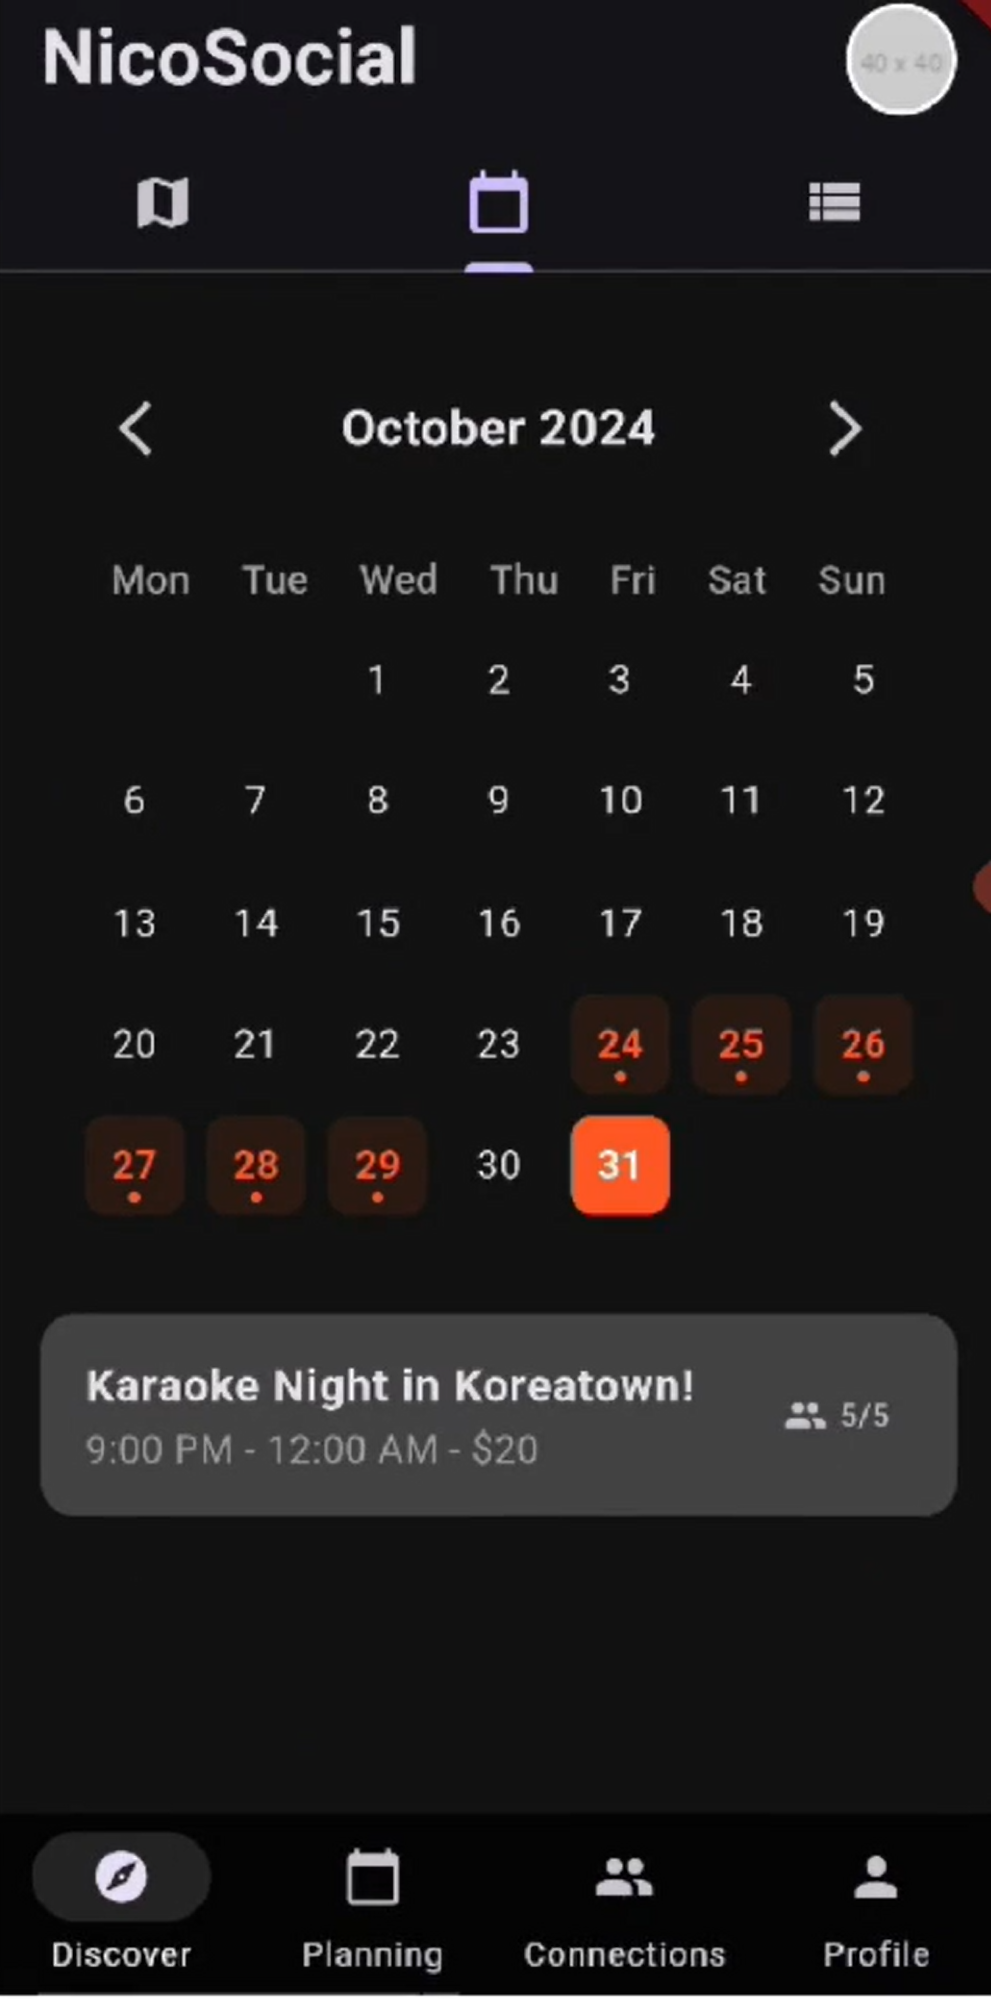 NicoSocial
40 x 40
October 2024
Mon Tue Wed Thu Fri Sat Sun
1 2 3 4 5
6 7 8 9 10 11 12
13 14 15 16 17 18 19
20 21 22 23 24 25 26
27 28 29 30 31
Karaoke Night in Koreatown!
5/5
9:00 PM - 12:00 AM - $20
Discover Planning Connections Profile